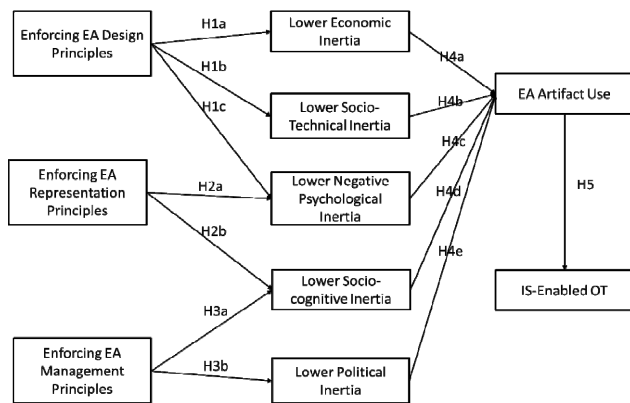 Enforcing EA Design
Principles
Enforcing EA
Representation
Principles
Enforcing EA
Management
Principles
H1a
H1b
H1c
H2a
H2b
H3a
H3b
Lower Economic
Inertia
Lower Socio-
Technical Inertia
Lower Negative
Psychological
Inertia
Lower Socio-
cognitive Inertia
Lower Political
Inertia
H4a
H4b
H4c
H4d
H4e
EA Artifact Use
H5
IS-Enabled OT